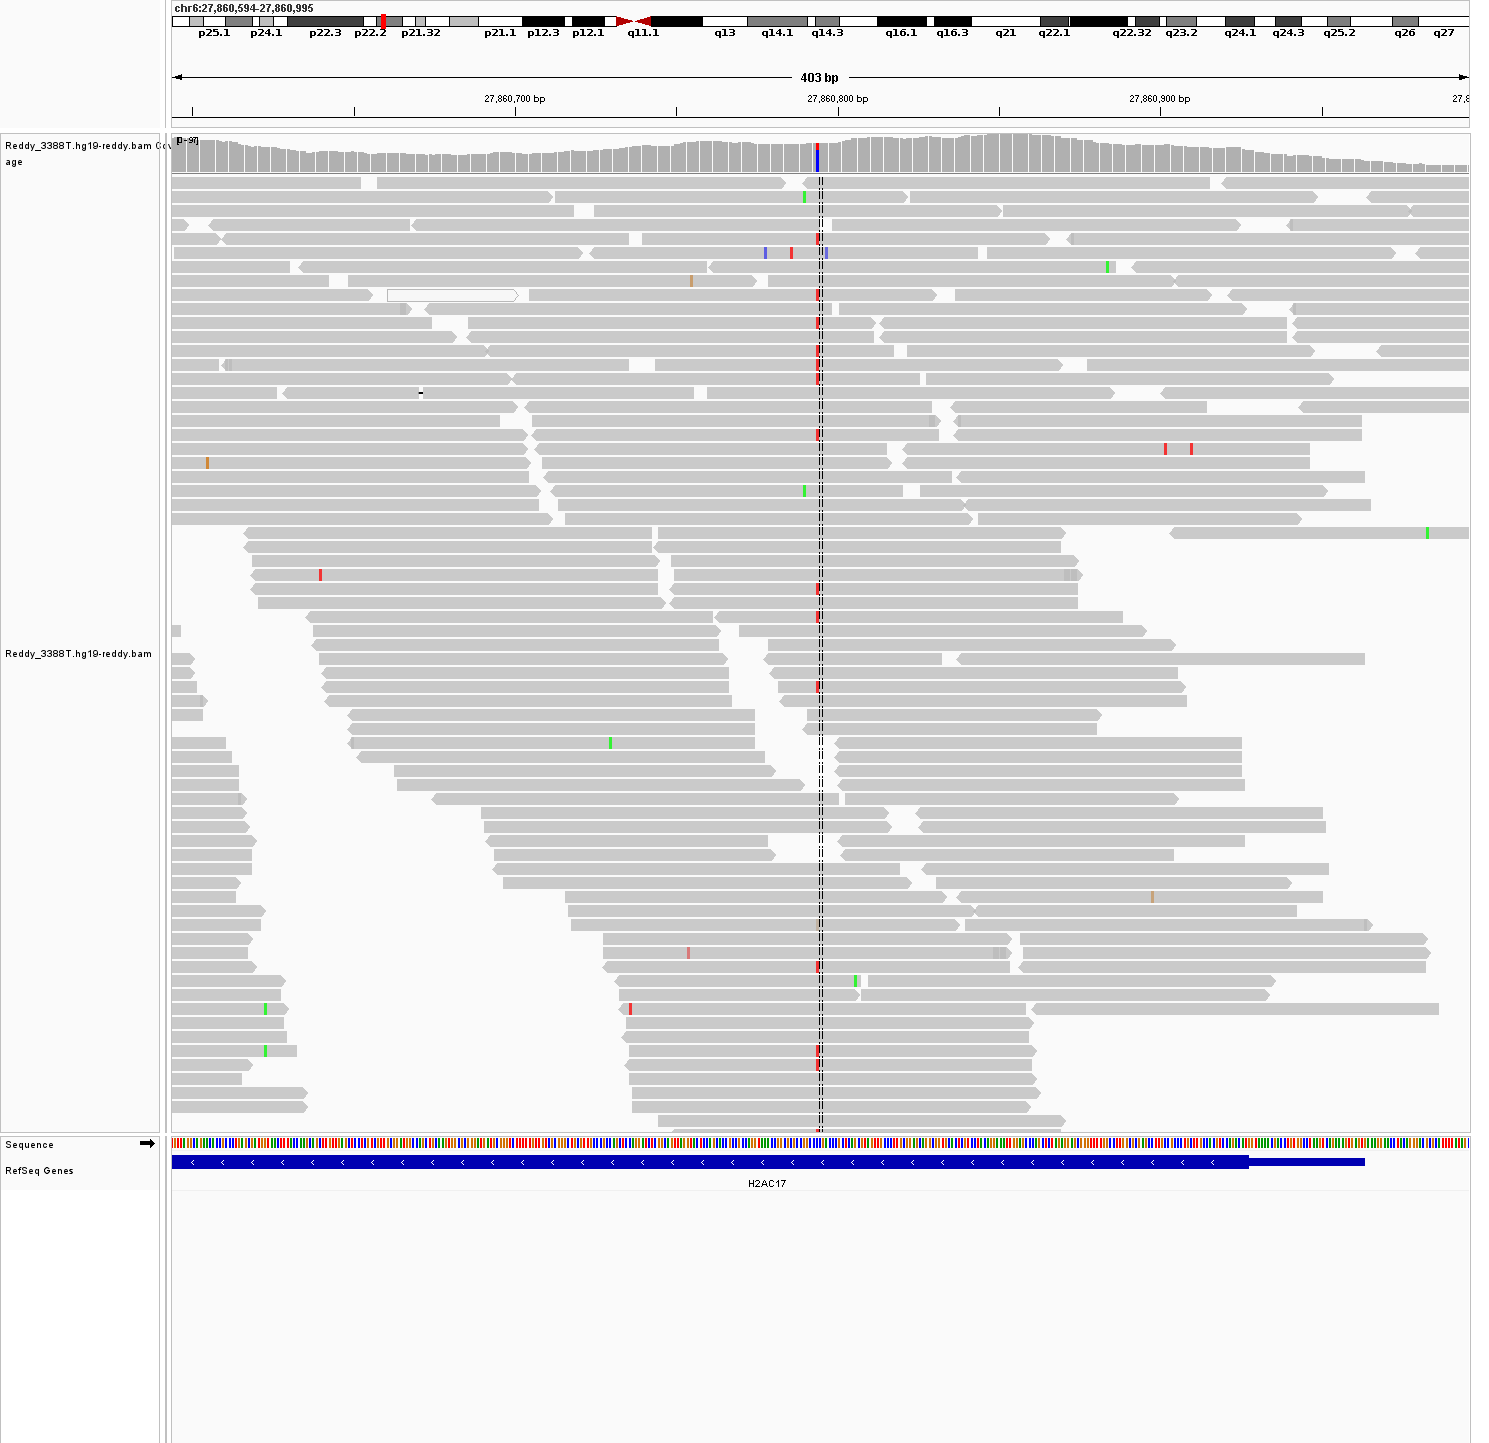 chr6:27,860,594-27,860,995
p25.1 p24.1 p22.3 p22.2 p21.32 p21.1 p12.3 p12.1 q11.1 q13 q14.1 q14.3 q16.1 q16.3 q21 q22.1 q22.32 q23.2 q24.1 q24.3 q25.2 q26 q27
403 bp
27,860,700 bp 27,860,800 bp 27,860,900 bp 27,8
Reddy_3388T.hg19-reddy.bam Cov
age
[0 - 97]
Reddy_3388T.hg19-reddy.bam
Sequence
RefSeq Genes
H2AC17